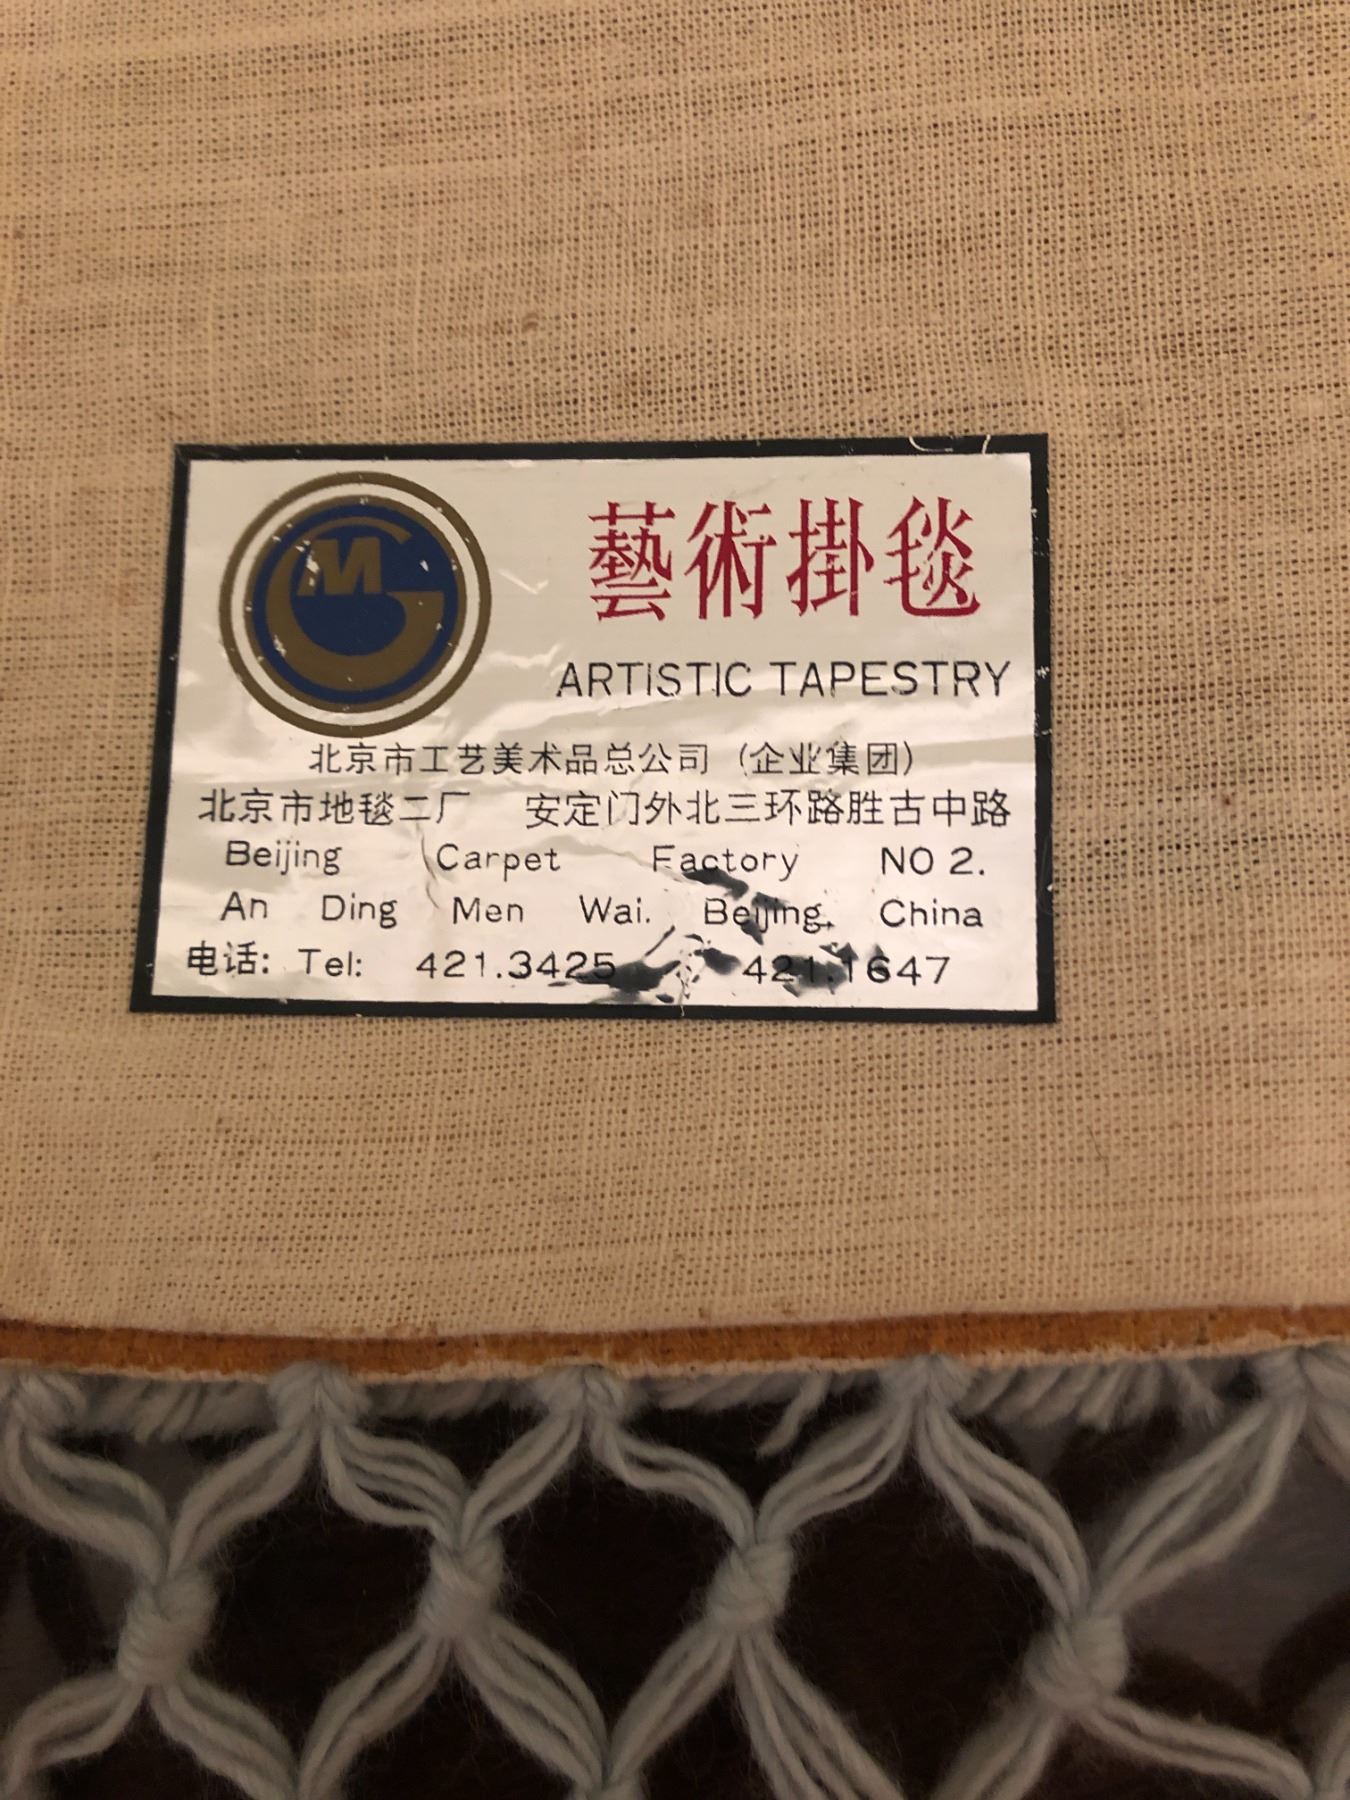 MG
藝術掛毯
ARTISTIC TAPESTRY
北京市工艺美术品总公司（企业集团）
北京市地毯二厂 安定门外北三环路胜古中路
Beijing Carpet Factory NO 2.
An Ding Men Wai. Beijing. China
电话: Tel: 421.3425 421.1647